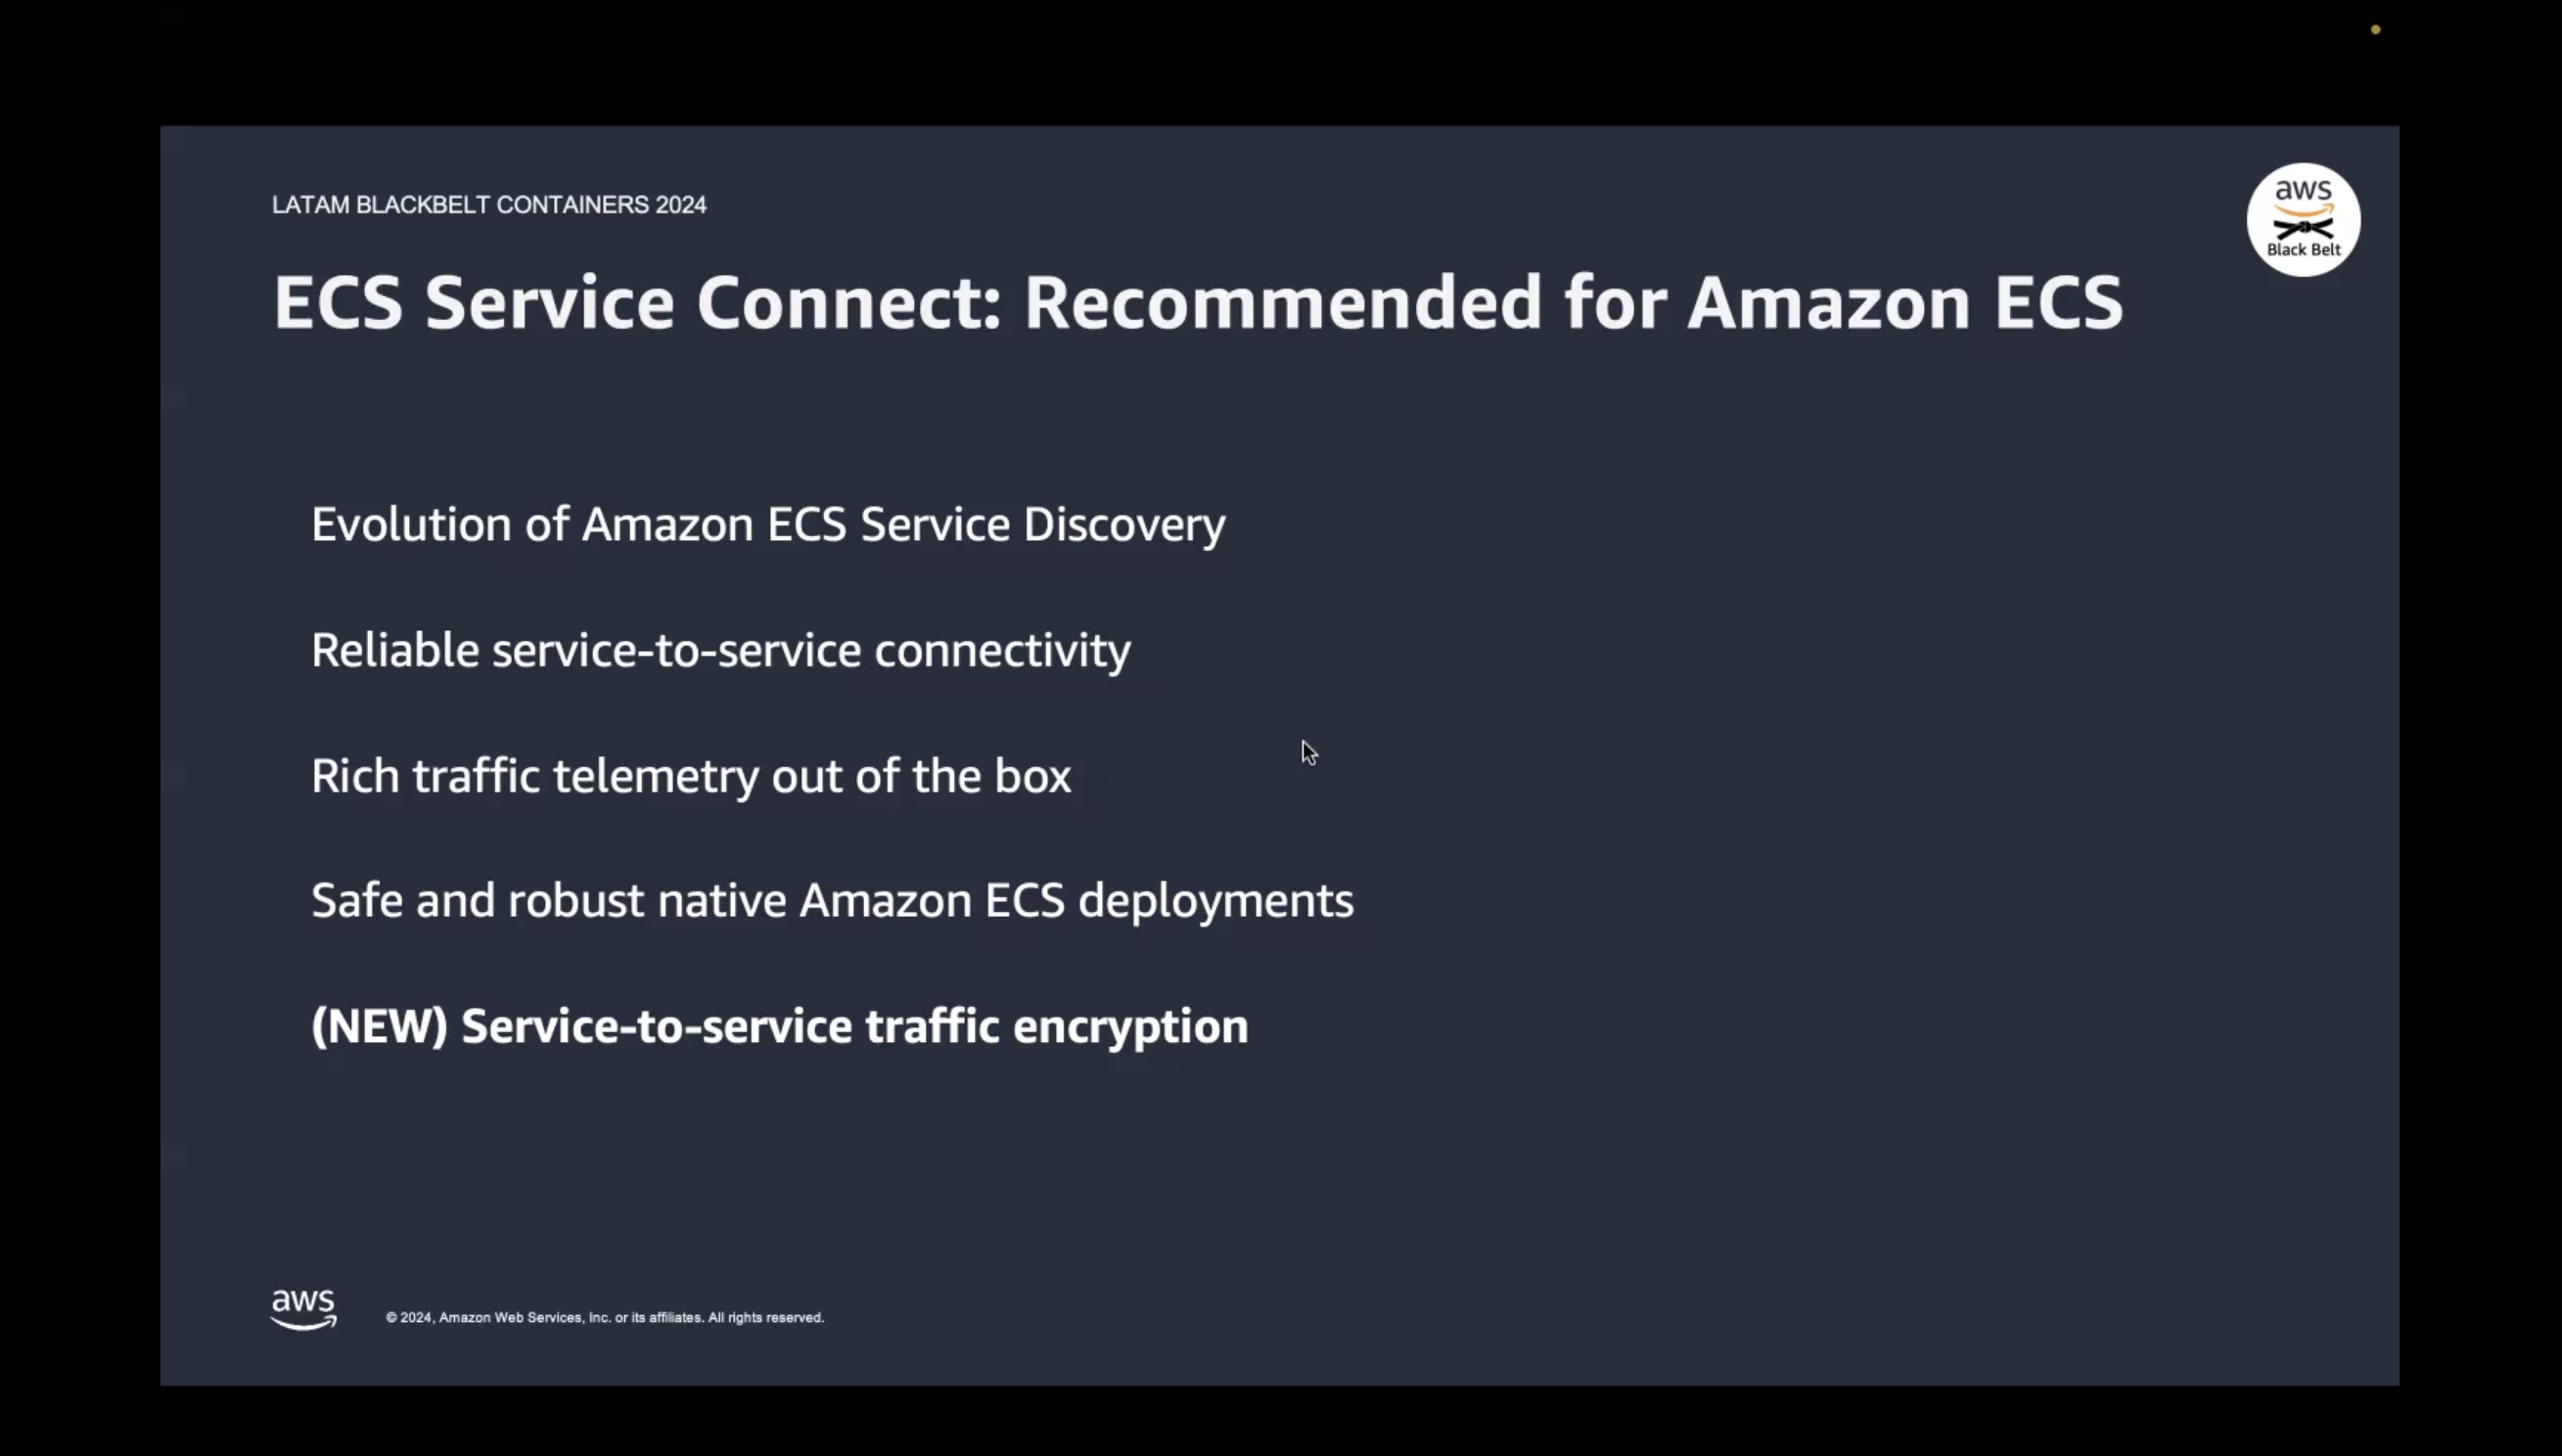 LATAM BLACKBELT CONTAINERS 2024
aws
Black Belt
ECS Service Connect: Recommended for Amazon ECS
Evolution of Amazon ECS Service Discovery
Reliable service-to-service connectivity
Rich traffic telemetry out of the box
Safe and robust native Amazon ECS deployments
(NEW) Service-to-service traffic encryption
aws
© 2024, Amazon Web Services, Inc. or its affiliates. All rights reserved.